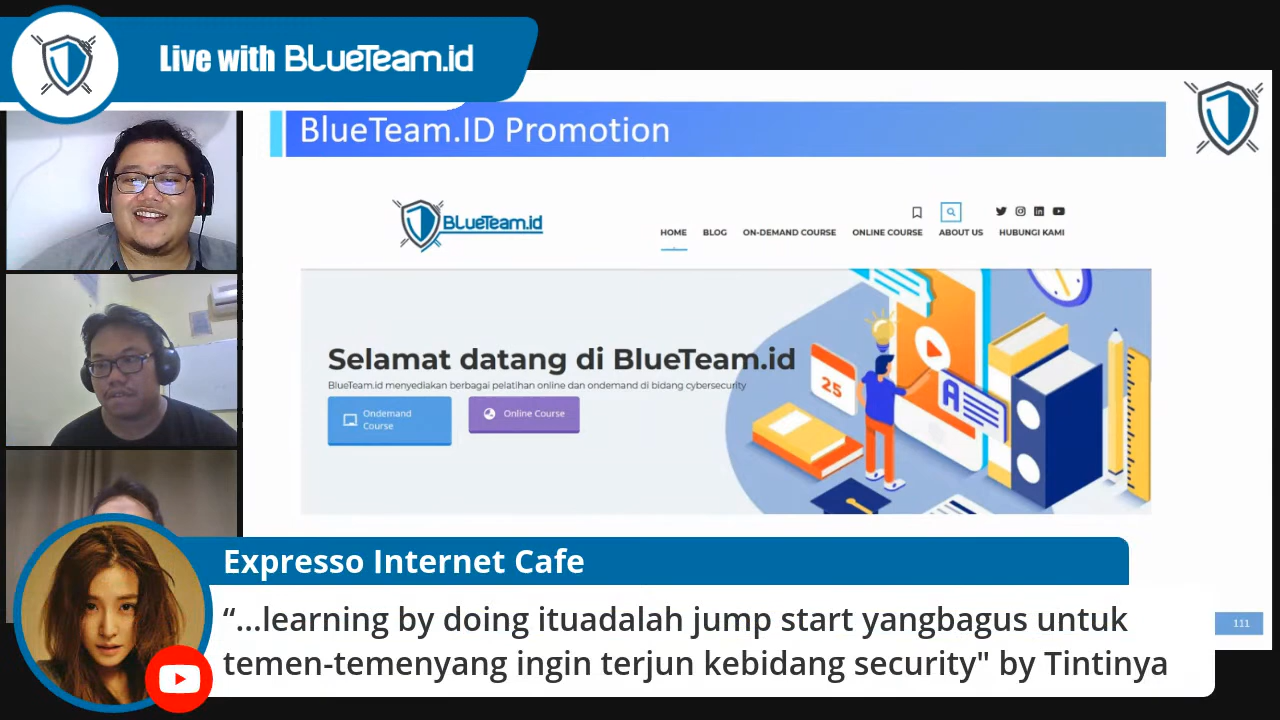 Live with BLueTeam.id
BlueTeam.ID Promotion
BLueTeam.id
HOME BLOG ON-DEMAND COURSE ONLINE COURSE ABOUT US HUBUNGI KAMI
Selamat datang di BlueTeam.id
BlueTeam.id menyediakan berbagai pelatihan online dan ondemand di bidang cybersecurity
Ondemand
Course
Online Course
25
A
Expresso Internet Cafe
“...learning by doing ituadalah jump start yangbagus untuk
temen-temenyang ingin terjun kebidang security" by Tintinya
111